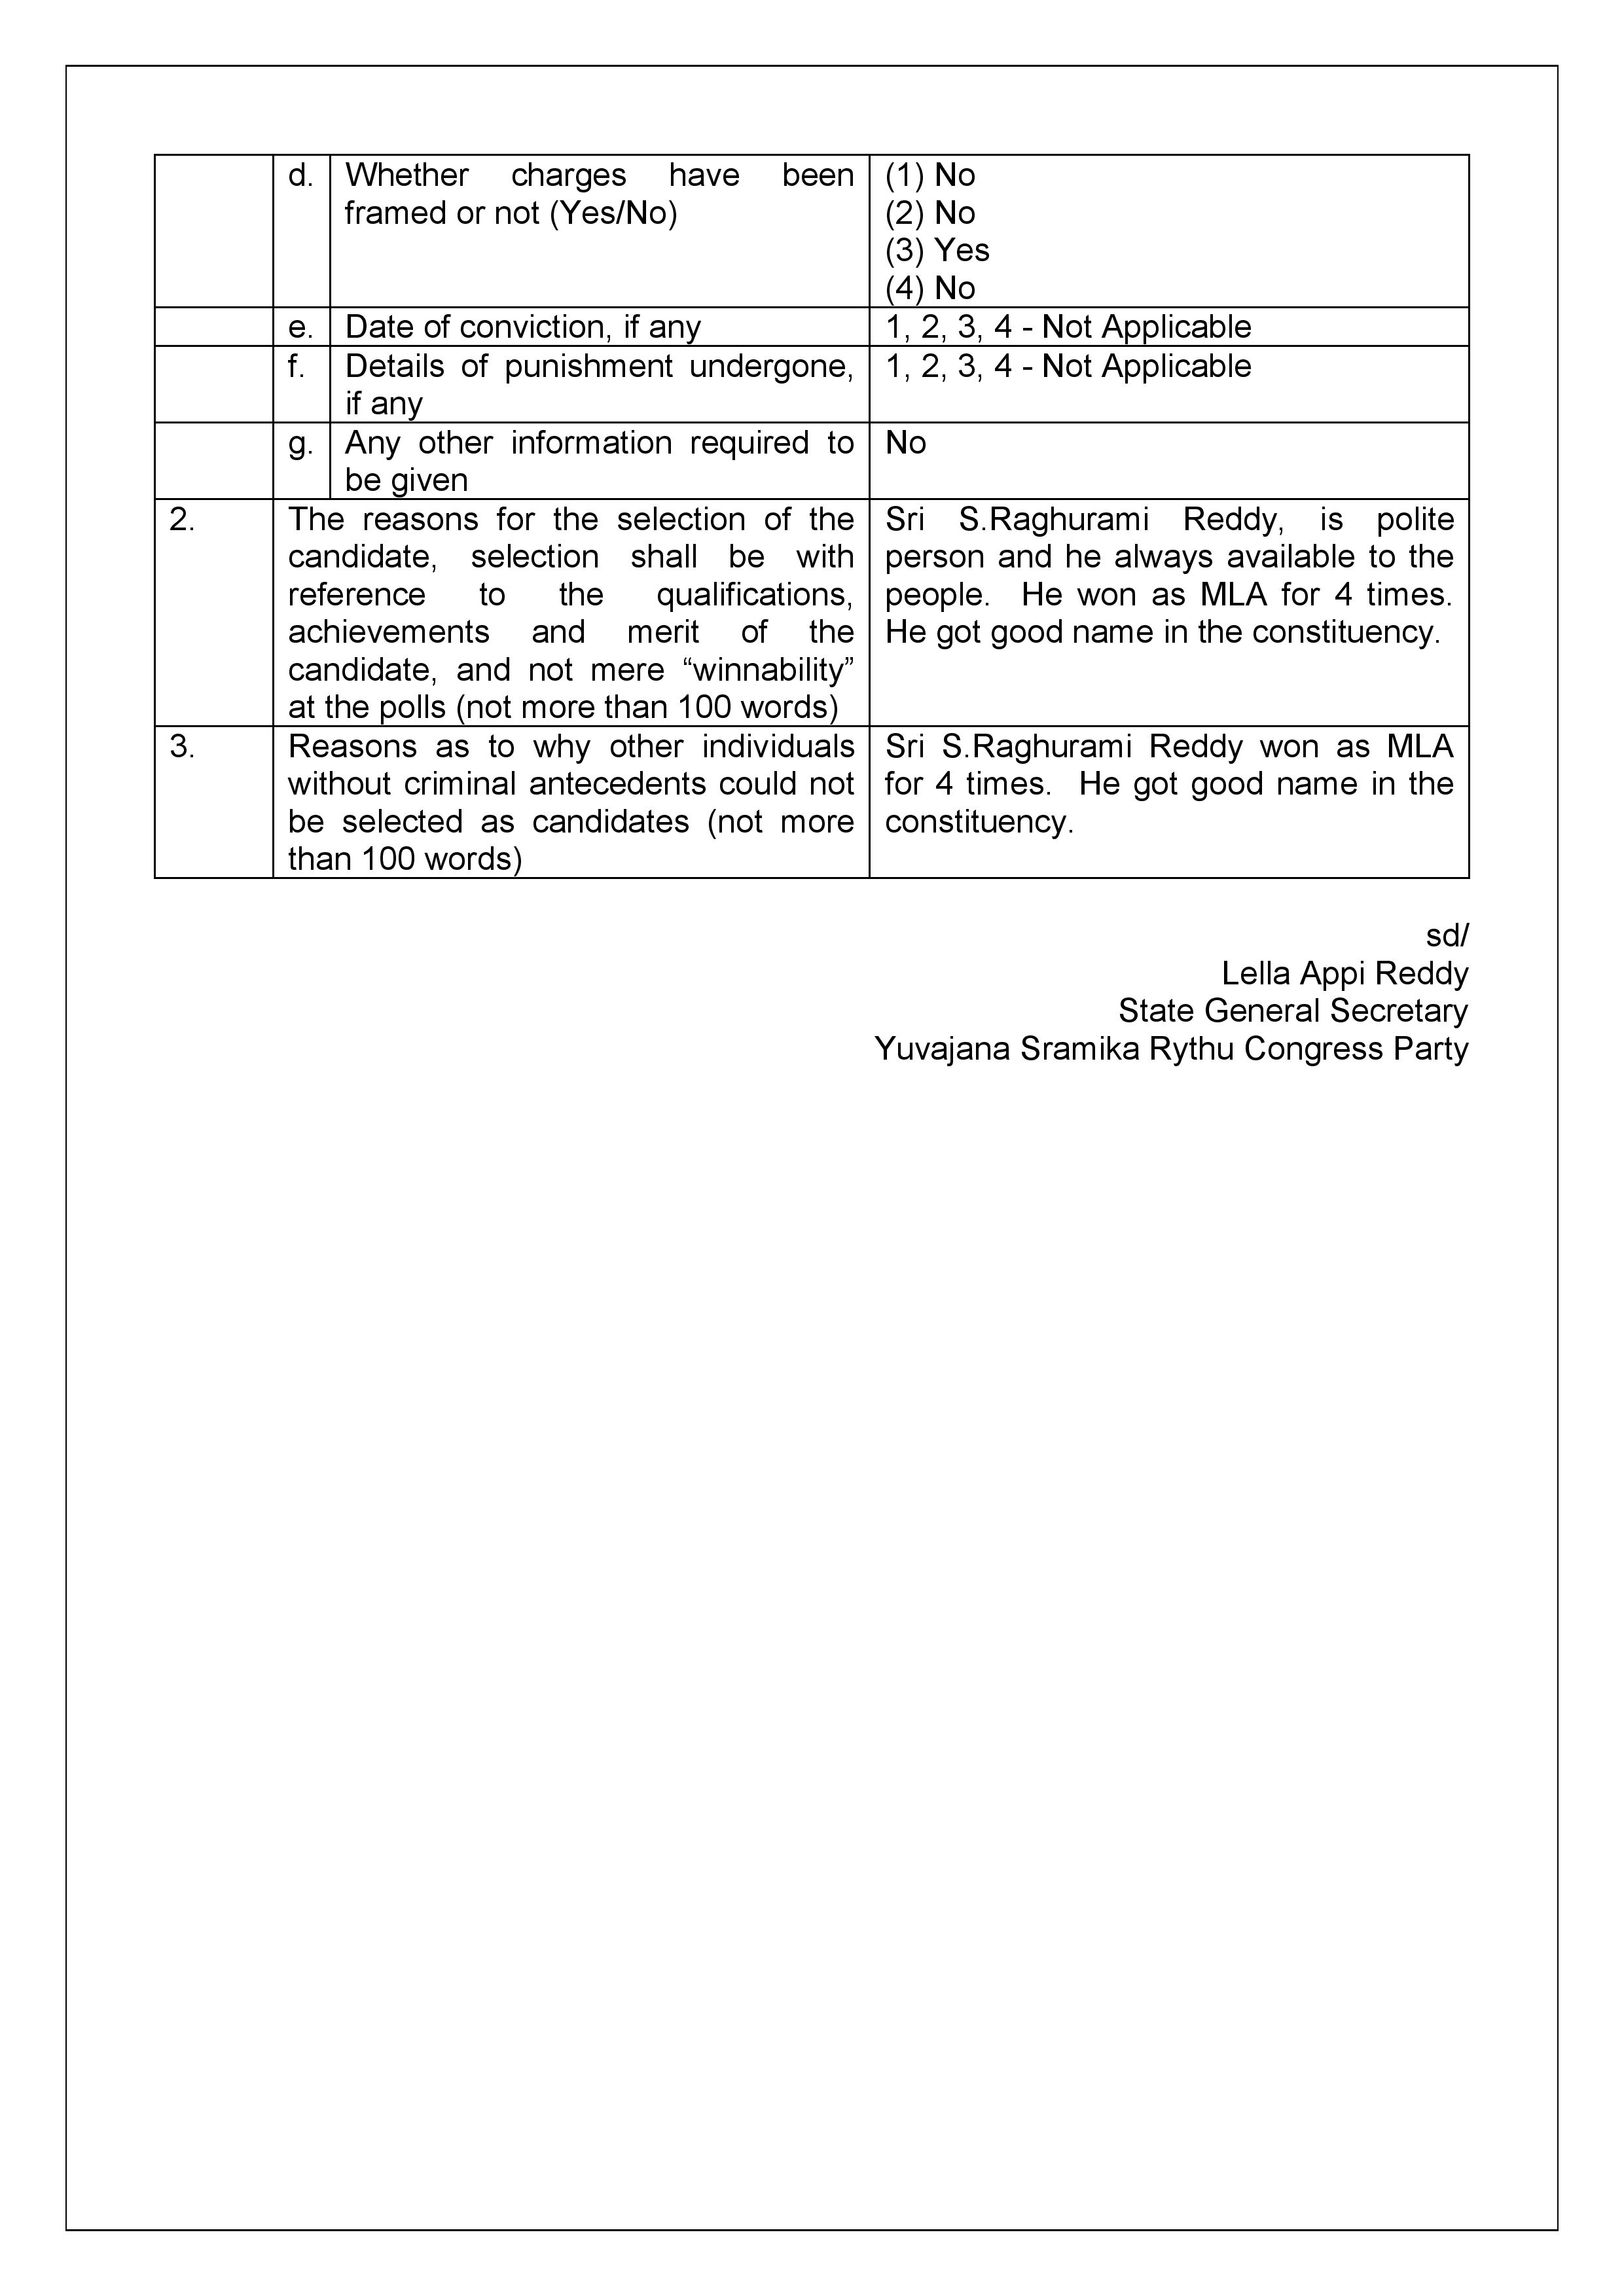 d. Whether charges have been (1) No
framed or not (Yes/No) (2) No
(3) Yes
(4) No
e. Date of conviction, if any 1, 2, 3, 4 - Not Applicable
f. Details of punishment undergone, 1, 2, 3, 4 - Not Applicable
if any
g. Any other information required to No
be given
2. The reasons for the selection of the Sri S.Raghurami Reddy, is polite
candidate, selection shall be with person and he always available to the
reference to the qualifications, people. He won as MLA for 4 times.
achievements and merit of the He got good name in the constituency.
candidate, and not mere “winnability”
at the polls (not more than 100 words)
3. Reasons as to why other individuals Sri S.Raghurami Reddy won as MLA
without criminal antecedents could not for 4 times. He got good name in the
be selected as candidates (not more constituency.
than 100 words)
sd/
Lella Appi Reddy
State General Secretary
Yuvajana Sramika Rythu Congress Party